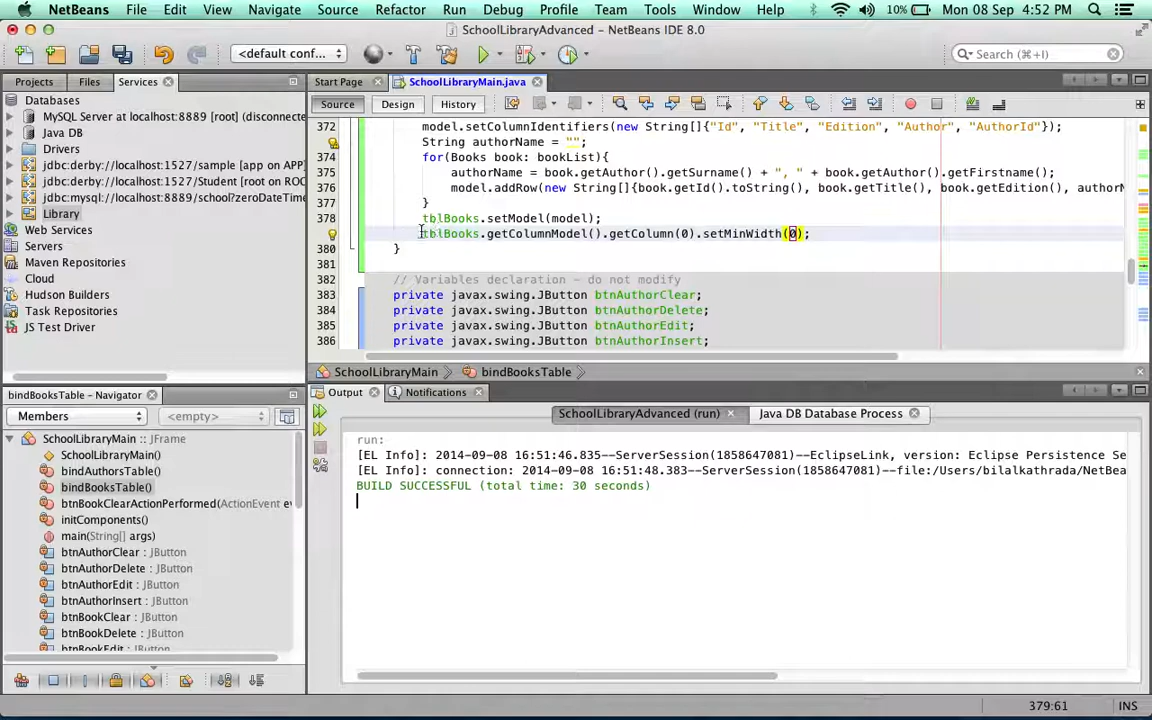 NetBeans File Edit View Navigate Source Refactor Run Debug Profile Team Tools Window Help 10% Mon 08 Sep 4:52 PM
SchoolLibraryAdvanced - NetBeans IDE 8.0
<default conf... Search (⌘+I)
Projects Files Services
Databases
MySQL Server at localhost:8889 [root] (disconnecte
Java DB
Drivers
jdbc:derby://localhost:1527/sample [app on APP]
jdbc:derby://localhost:1527/Student [root on ROC
jdbc:mysql://localhost:8889/school?zeroDateTime
Library
Web Services
Servers
Maven Repositories
Cloud
Hudson Builders
Task Repositories
JS Test Driver
Start Page SchoolLibraryMain.java
Source Design History
372 model.setColumnIdentifiers(new String[]{"Id", "Title", "Edition", "Author", "AuthorId"});
String authorName = "";
374 for(Books book: bookList){
375 authorName = book.getAuthor().getSurname() + ", " + book.getAuthor().getFirstname();
376 model.addRow(new String[]{book.getId().toString(), book.getTitle(), book.getEdition(), authorN
377 }
378 tblBooks.setModel(model);
tblBooks.getColumnModel().getColumn(0).setMinWidth(0);
380 }
381
382 // Variables declaration - do not modify
383 private javax.swing.JButton btnAuthorClear;
384 private javax.swing.JButton btnAuthorDelete;
385 private javax.swing.JButton btnAuthorEdit;
386 private javax.swing.JButton btnAuthorInsert;
SchoolLibraryMain bindBooksTable
bindBooksTable - Navigator
Members <empty>
SchoolLibraryMain :: JFrame
SchoolLibraryMain()
bindAuthorsTable()
bindBooksTable()
btnBookClearActionPerformed(ActionEvent ev
initComponents()
main(String[] args)
btnAuthorClear : JButton
btnAuthorDelete : JButton
btnAuthorEdit : JButton
btnAuthorInsert : JButton
btnBookClear : JButton
btnBookDelete : JButton
btnBookEdit : JButton
Output Notifications
SchoolLibraryAdvanced (run) Java DB Database Process
run:
[EL Info]: 2014-09-08 16:51:46.835--ServerSession(1858647081)--EclipseLink, version: Eclipse Persistence Se
[EL Info]: connection: 2014-09-08 16:51:48.383--ServerSession(1858647081)--file:/Users/bilalkathrada/NetBea
BUILD SUCCESSFUL (total time: 30 seconds)
379:61 INS